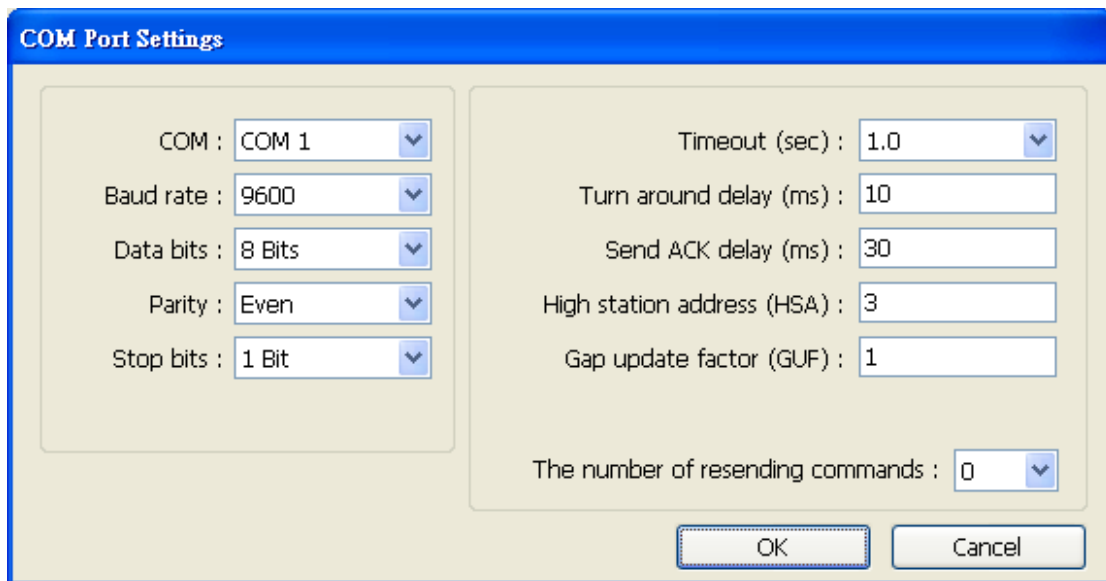 COM Port Settings
COM : COM 1
Baud rate : 9600
Data bits : 8 Bits
Parity : Even
Stop bits : 1 Bit
Timeout (sec) : 1.0
Turn around delay (ms) : 10
Send ACK delay (ms) : 30
High station address (HSA) : 3
Gap update factor (GUF) : 1
The number of resending commands : 0
OK
Cancel